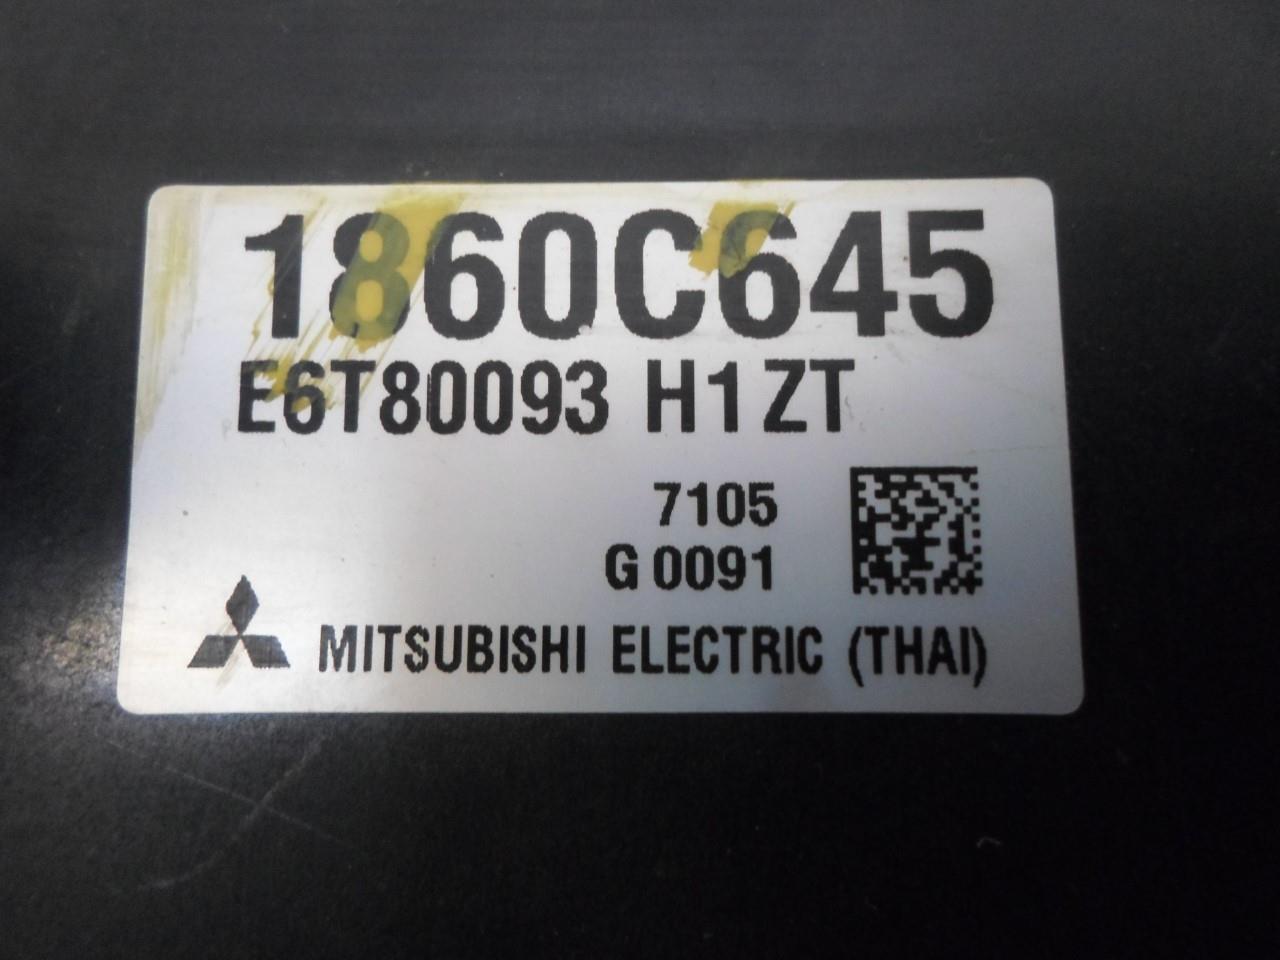 1860C645
E6T80093 H1ZT
7105
G 0091
MITSUBISHI ELECTRIC (THAI)